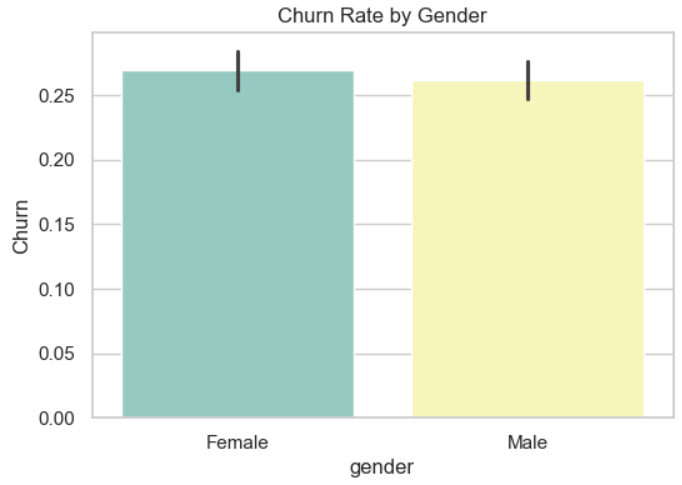 Churn Rate by Gender
Churn
0.25
0.20
0.15
0.10
0.05
0.00
Female
Male
gender